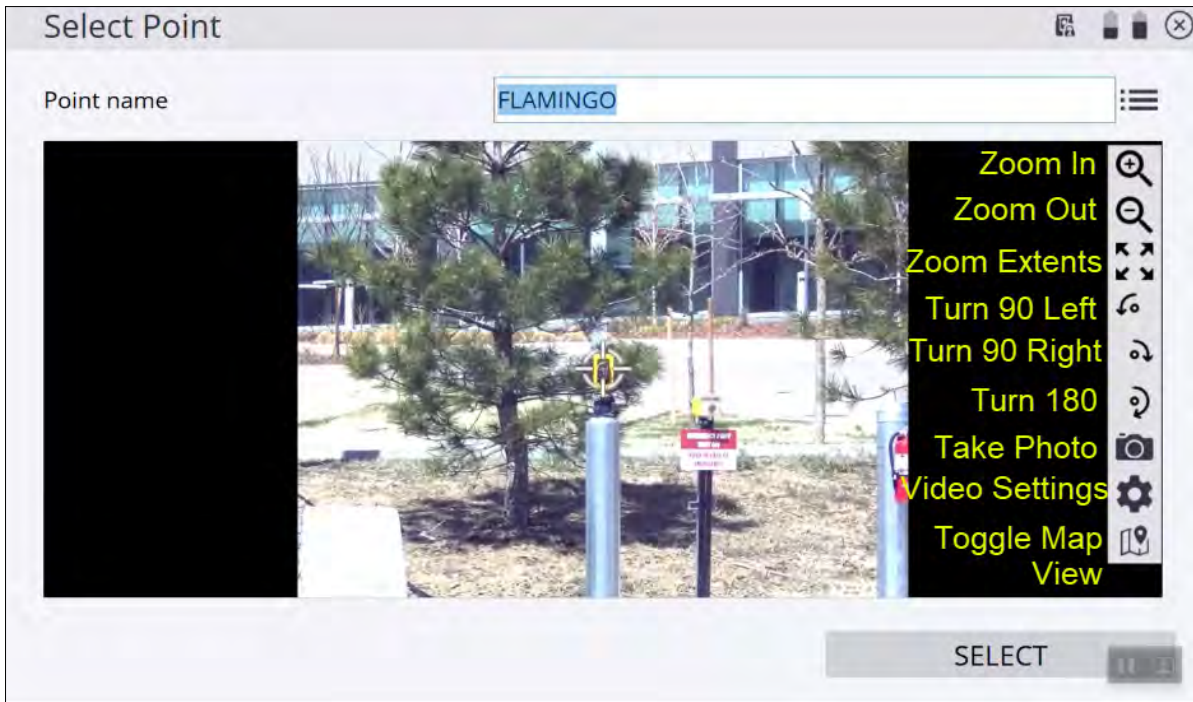 Select Point
Point name
FLAMINGO
Zoom In
Zoom Out
Zoom Extents
Turn 90 Left
Turn 90 Right
Turn 180
Take Photo
Video Settings
Toggle Map
View
SELECT